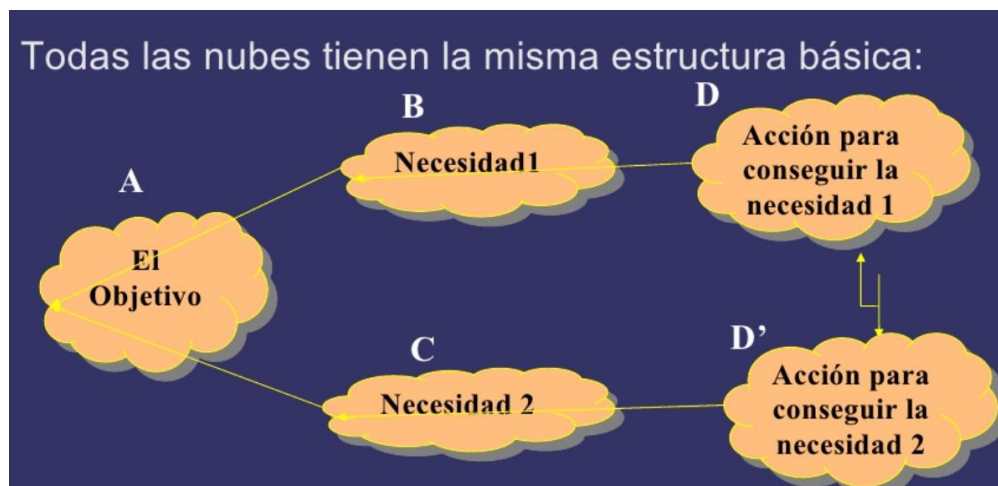 Todas las nubes tienen la misma estructura básica:
B
D
Necesidad1
Acción para
conseguir la
necesidad 1
A
El
Objetivo
C
D’
Necesidad 2
Acción para
conseguir la
necesidad 2